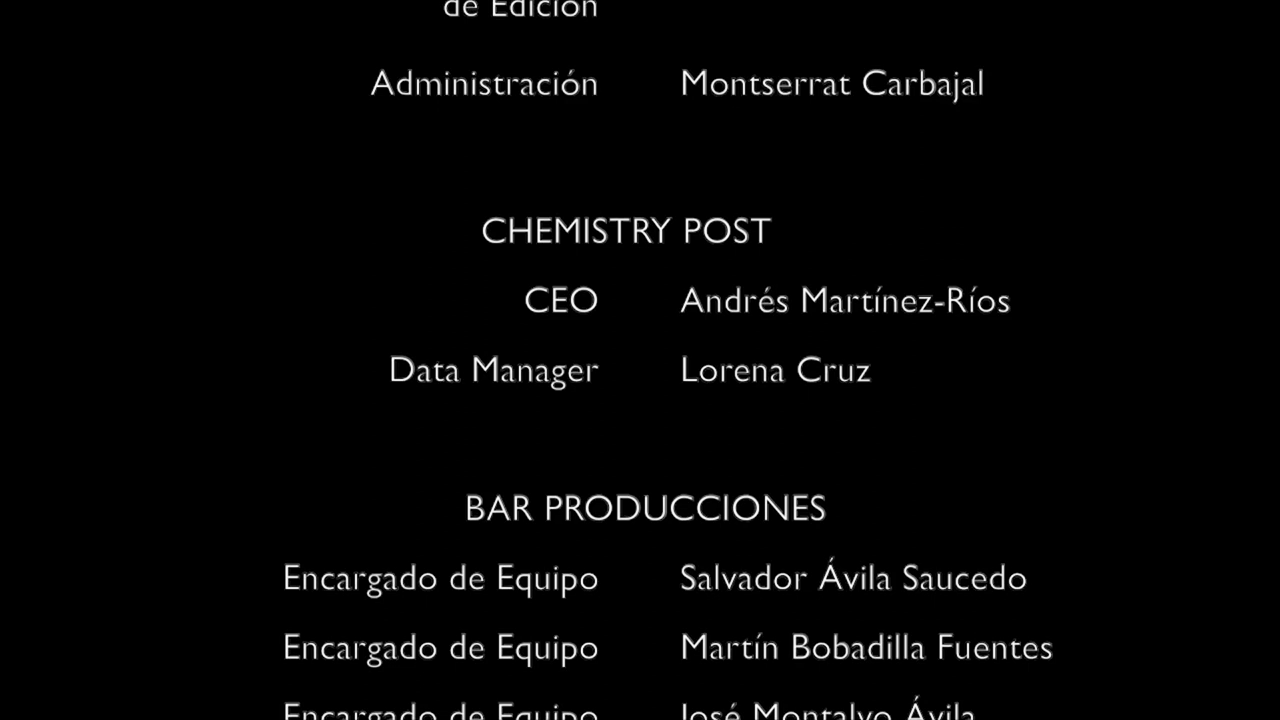 de Edición
Administración Montserrat Carbajal
CHEMISTRY POST
CEO Andrés Martínez-Ríos
Data Manager Lorena Cruz
BAR PRODUCCIONES
Encargado de Equipo Salvador Ávila Saucedo
Encargado de Equipo Martín Bobadilla Fuentes
Encargado de Equipo José Montalvo Ávila